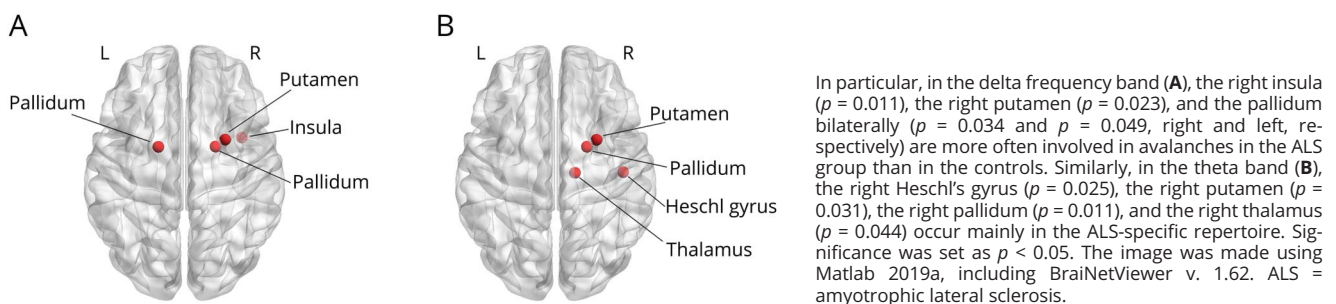 A
L
R
Putamen
Pallidum
Insula
Pallidum
B
L
R
Putamen
Pallidum
Heschl gyrus
Thalamus
In particular, in the delta frequency band (A), the right insula
(p = 0.011), the right putamen (p = 0.023), and the pallidum
bilaterally (p = 0.034 and p = 0.049, right and left, re-
spectively) are more often involved in avalanches in the ALS
group than in the controls. Similarly, in the theta band (B),
the right Heschl’s gyrus (p = 0.025), the right putamen (p =
0.031), the right pallidum (p = 0.011), and the right thalamus
(p = 0.044) occur mainly in the ALS-specific repertoire. Sig-
nificance was set as p < 0.05. The image was made using
Matlab 2019a, including BraiNetViewer v. 1.62. ALS =
amyotrophic lateral sclerosis.